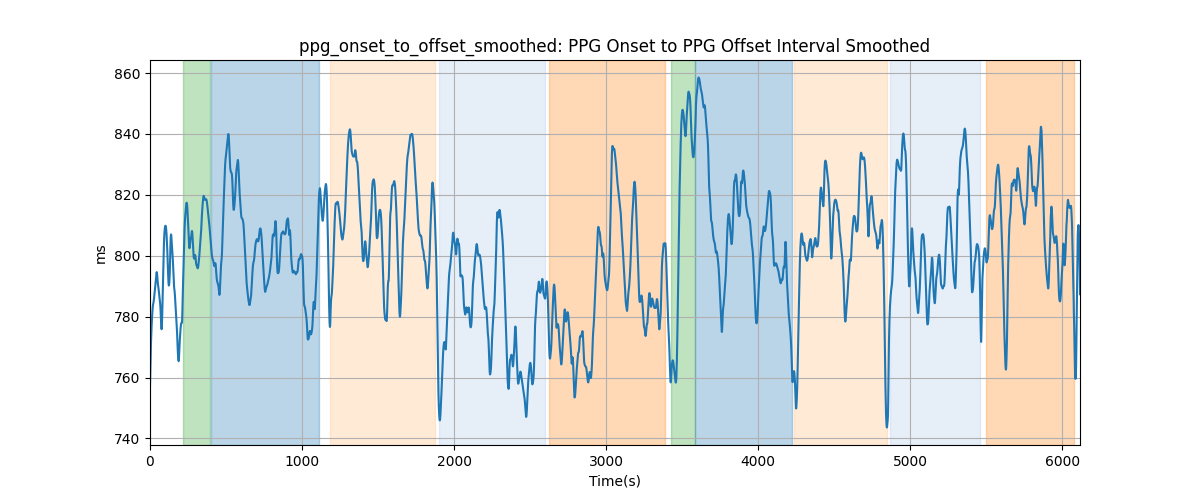 ppg_onset_to_offset_smoothed: PPG Onset to PPG Offset Interval Smoothed
860
840
820
800
780
760
740
ms
0 1000 2000 3000 4000 5000 6000
Time(s)